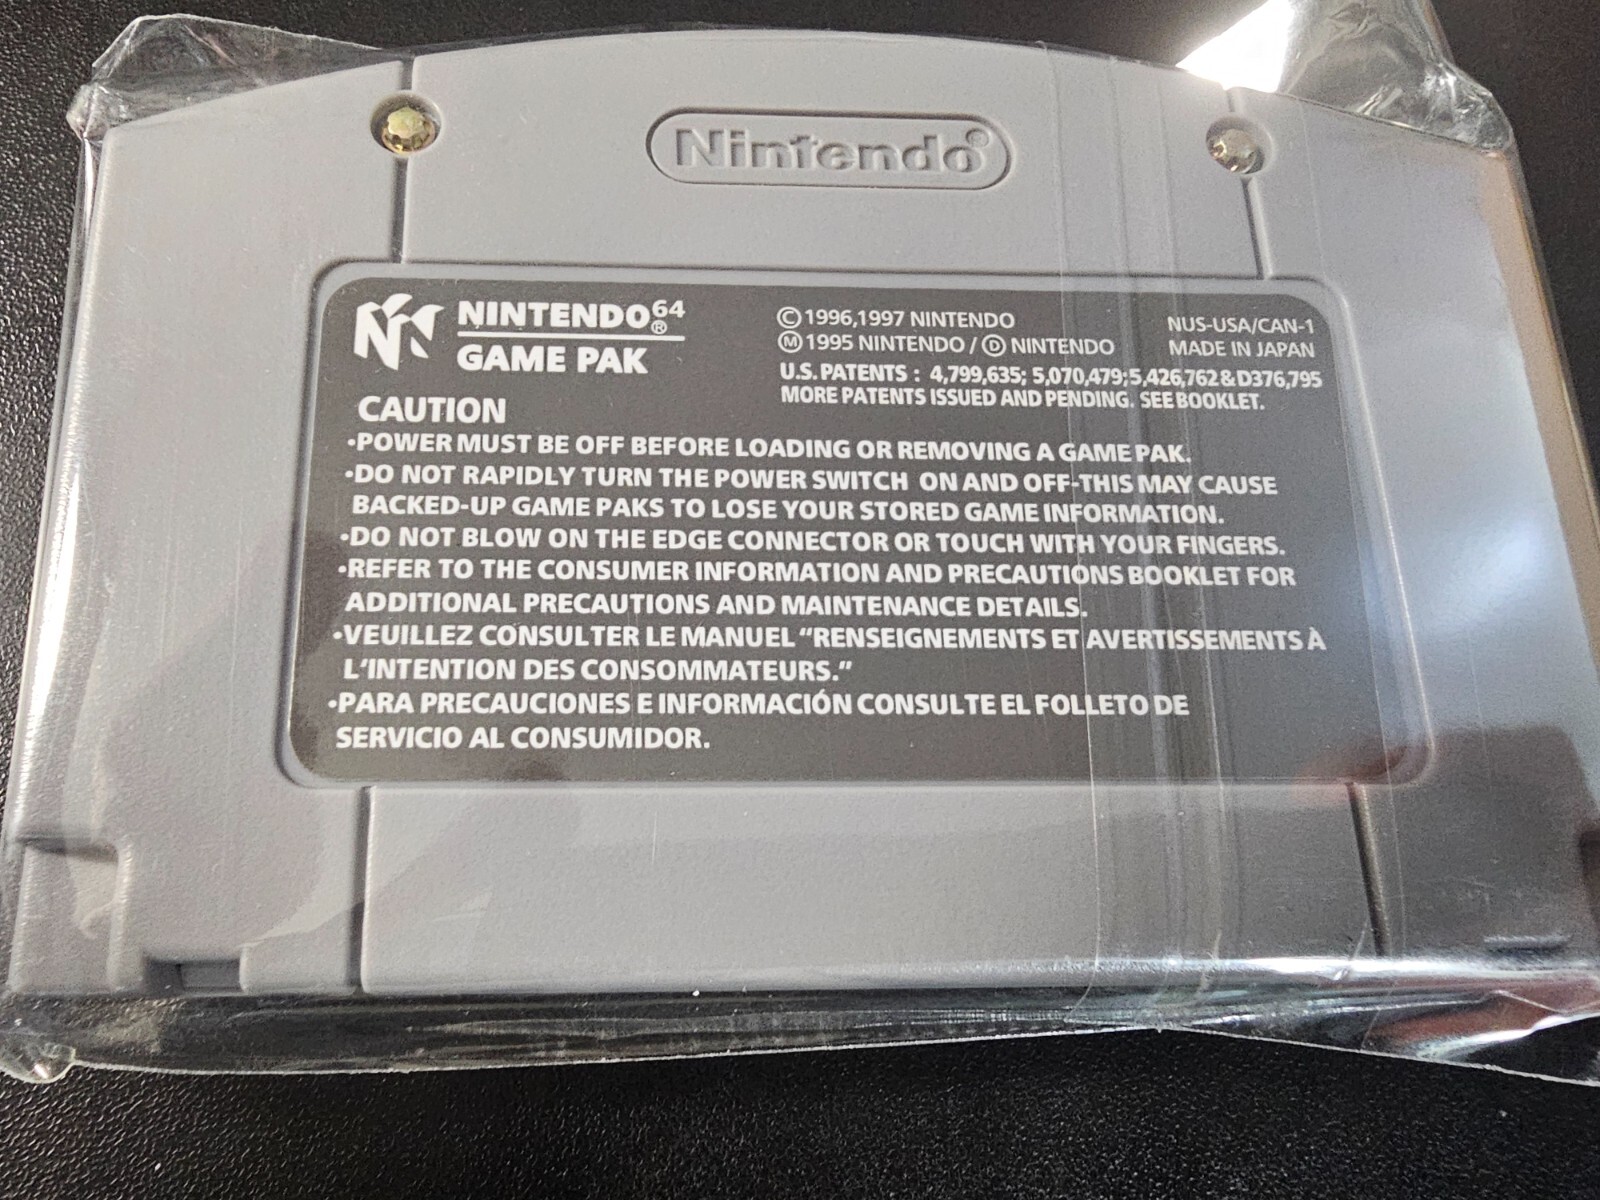 Nintendo®
NINTENDO64®
GAME PAK
©1996,1997 NINTENDO
Ⓜ1995 NINTENDO / Ⓓ NINTENDO
NUS-USA/CAN-1
MADE IN JAPAN
U.S. PATENTS : 4,799,635; 5,070,479;5,426,762&D376,795
MORE PATENTS ISSUED AND PENDING. SEE BOOKLET.
CAUTION
•POWER MUST BE OFF BEFORE LOADING OR REMOVING A GAME PAK.
•DO NOT RAPIDLY TURN THE POWER SWITCH ON AND OFF-THIS MAY CAUSE
BACKED-UP GAME PAKS TO LOSE YOUR STORED GAME INFORMATION.
•DO NOT BLOW ON THE EDGE CONNECTOR OR TOUCH WITH YOUR FINGERS.
•REFER TO THE CONSUMER INFORMATION AND PRECAUTIONS BOOKLET FOR
ADDITIONAL PRECAUTIONS AND MAINTENANCE DETAILS.
•VEUILLEZ CONSULTER LE MANUEL “RENSEIGNEMENTS ET AVERTISSEMENTS À
L'INTENTION DES CONSOMMATEURS.”
•PARA PRECAUCIONES E INFORMACIÓN CONSULTE EL FOLLETO DE
SERVICIO AL CONSUMIDOR.